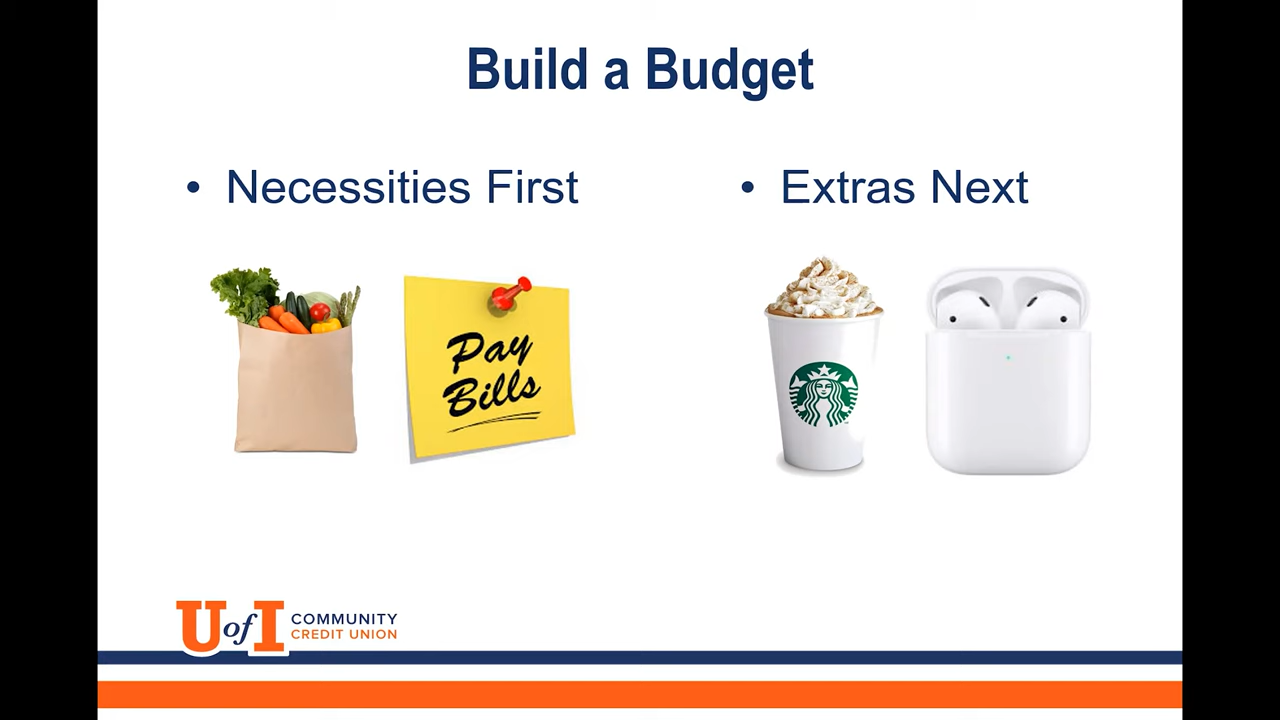 Build a Budget
• Necessities First
• Extras Next
Pay
Bills
U of I COMMUNITY
CREDIT UNION